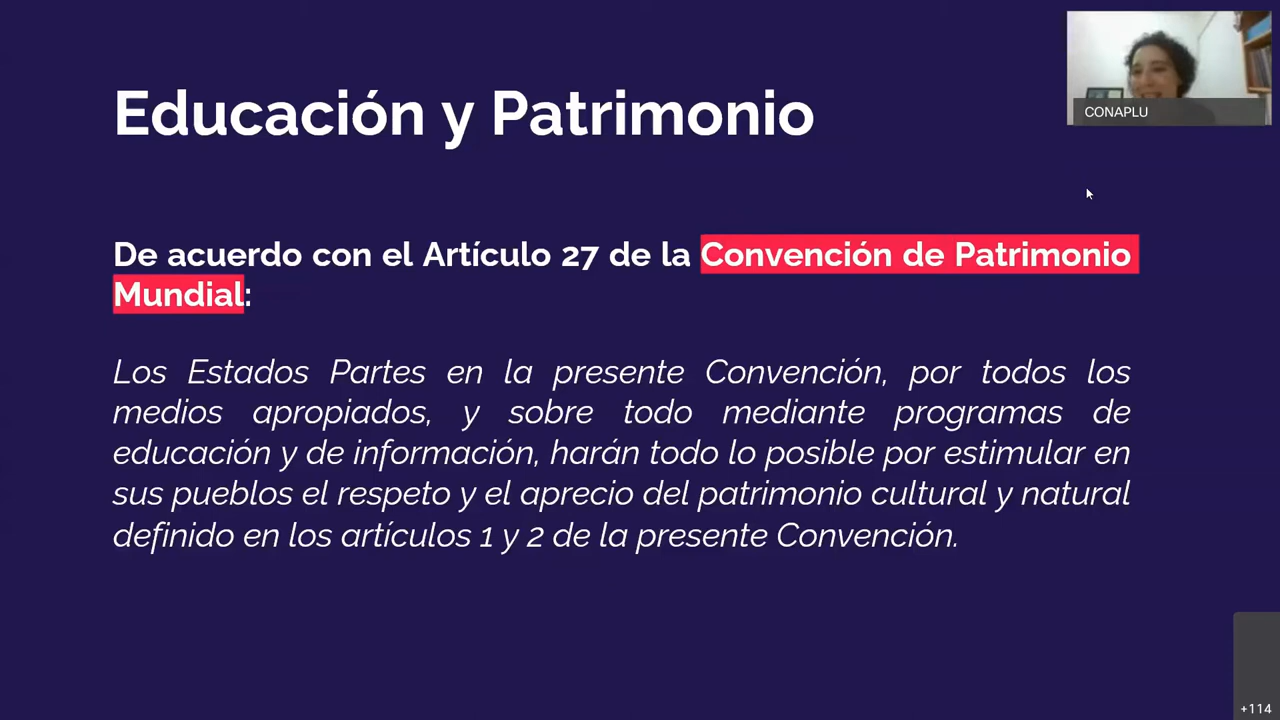 Educación y Patrimonio
CONAPLU
De acuerdo con el Artículo 27 de la Convención de Patrimonio
Mundial:
Los Estados Partes en la presente Convención, por todos los
medios apropiados, y sobre todo mediante programas de
educación y de información, harán todo lo posible por estimular en
sus pueblos el respeto y el aprecio del patrimonio cultural y natural
definido en los artículos 1 y 2 de la presente Convención.
+114